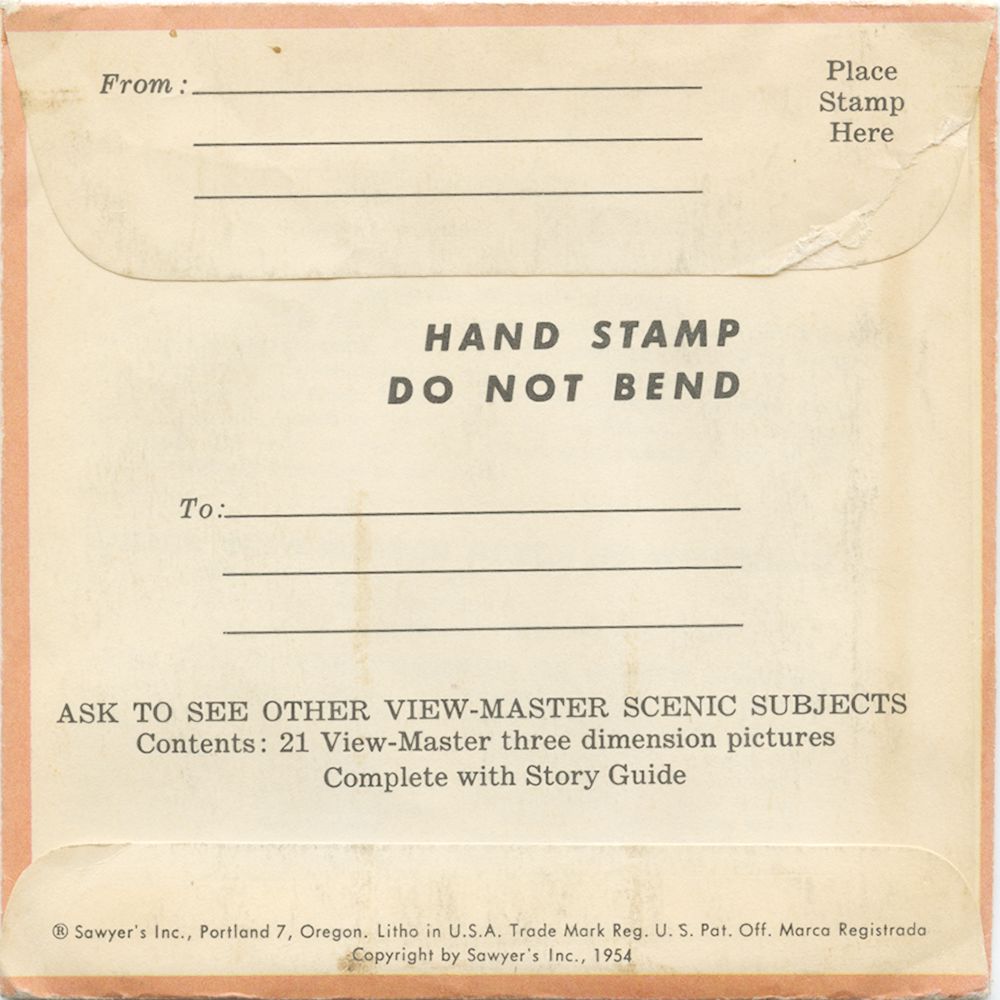 From:
Place
Stamp
Here
HAND STAMP
DO NOT BEND
To:
ASK TO SEE OTHER VIEW-MASTER SCENIC SUBJECTS
Contents: 21 View-Master three dimension pictures
Complete with Story Guide
® Sawyer's Inc., Portland 7, Oregon. Litho in U.S.A. Trade Mark Reg. U. S. Pat. Off. Marca Registrada
Copyright by Sawyer's Inc., 1954